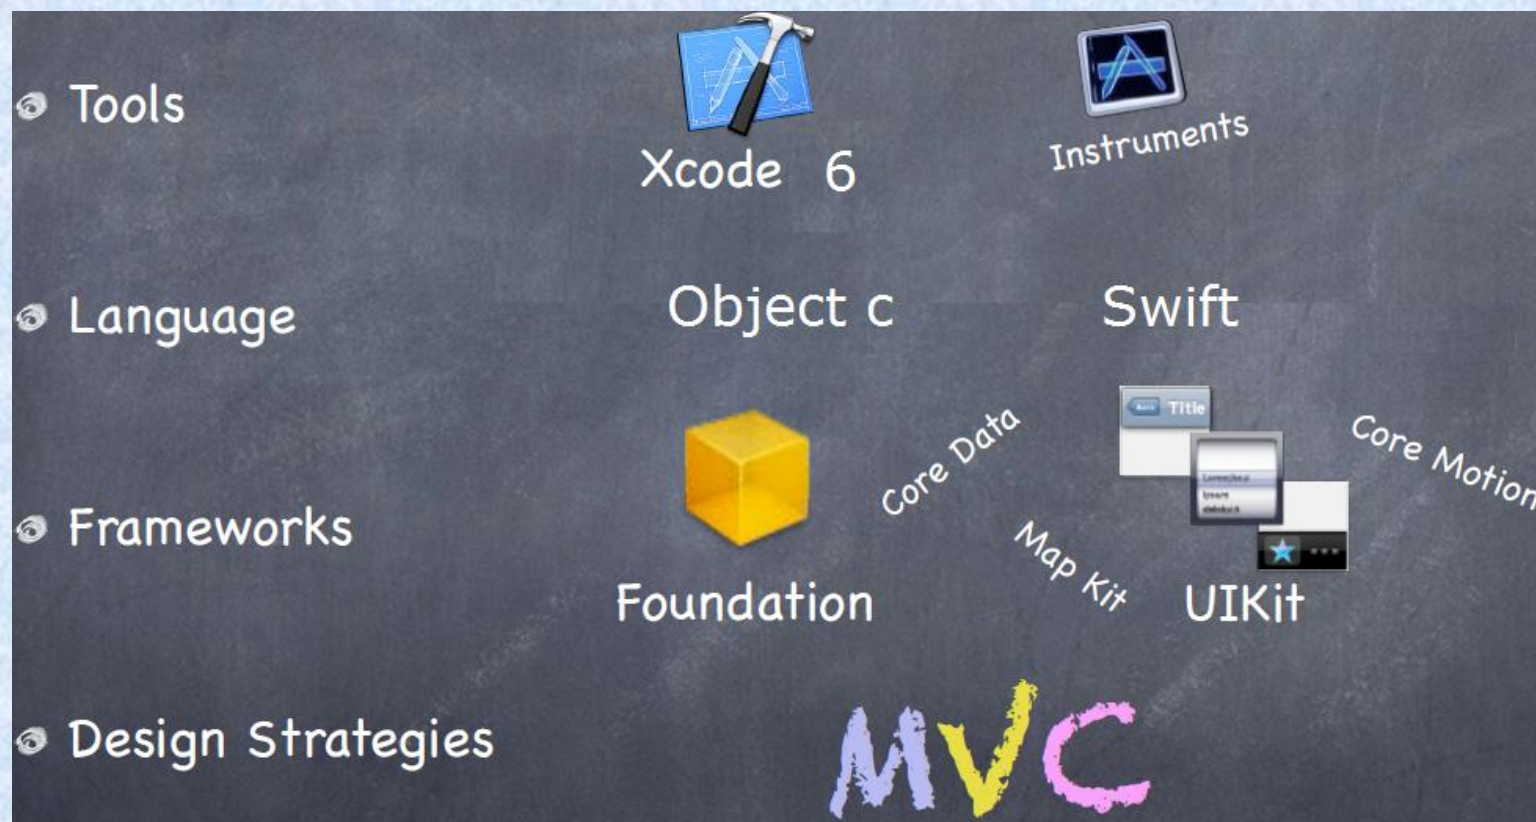 Tools
Xcode 6
Instruments
Language
Object c
Swift
Title
Core Data
Core Motion
Frameworks
Map Kit
Foundation
UIKit
Design Strategies
MVC